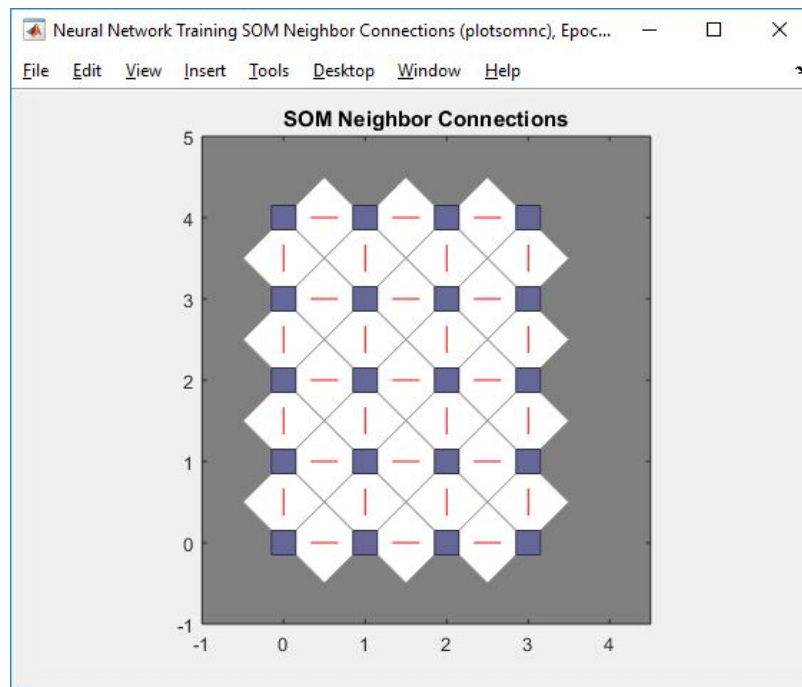 Neural Network Training SOM Neighbor Connections (plotsomnc), Epoc...
File Edit View Insert Tools Desktop Window Help
SOM Neighbor Connections
5
4
3
2
1
0
-1
-1 0 1 2 3 4